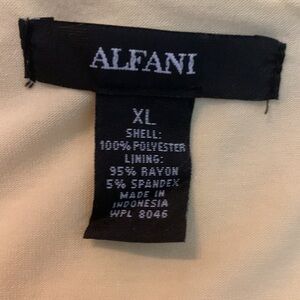 ALFANI
XL
SHELL:
100% POLYESTER
LINING:
95% RAYON
5% SPANDEX
MADE IN
INDONESIA
WPL 8046